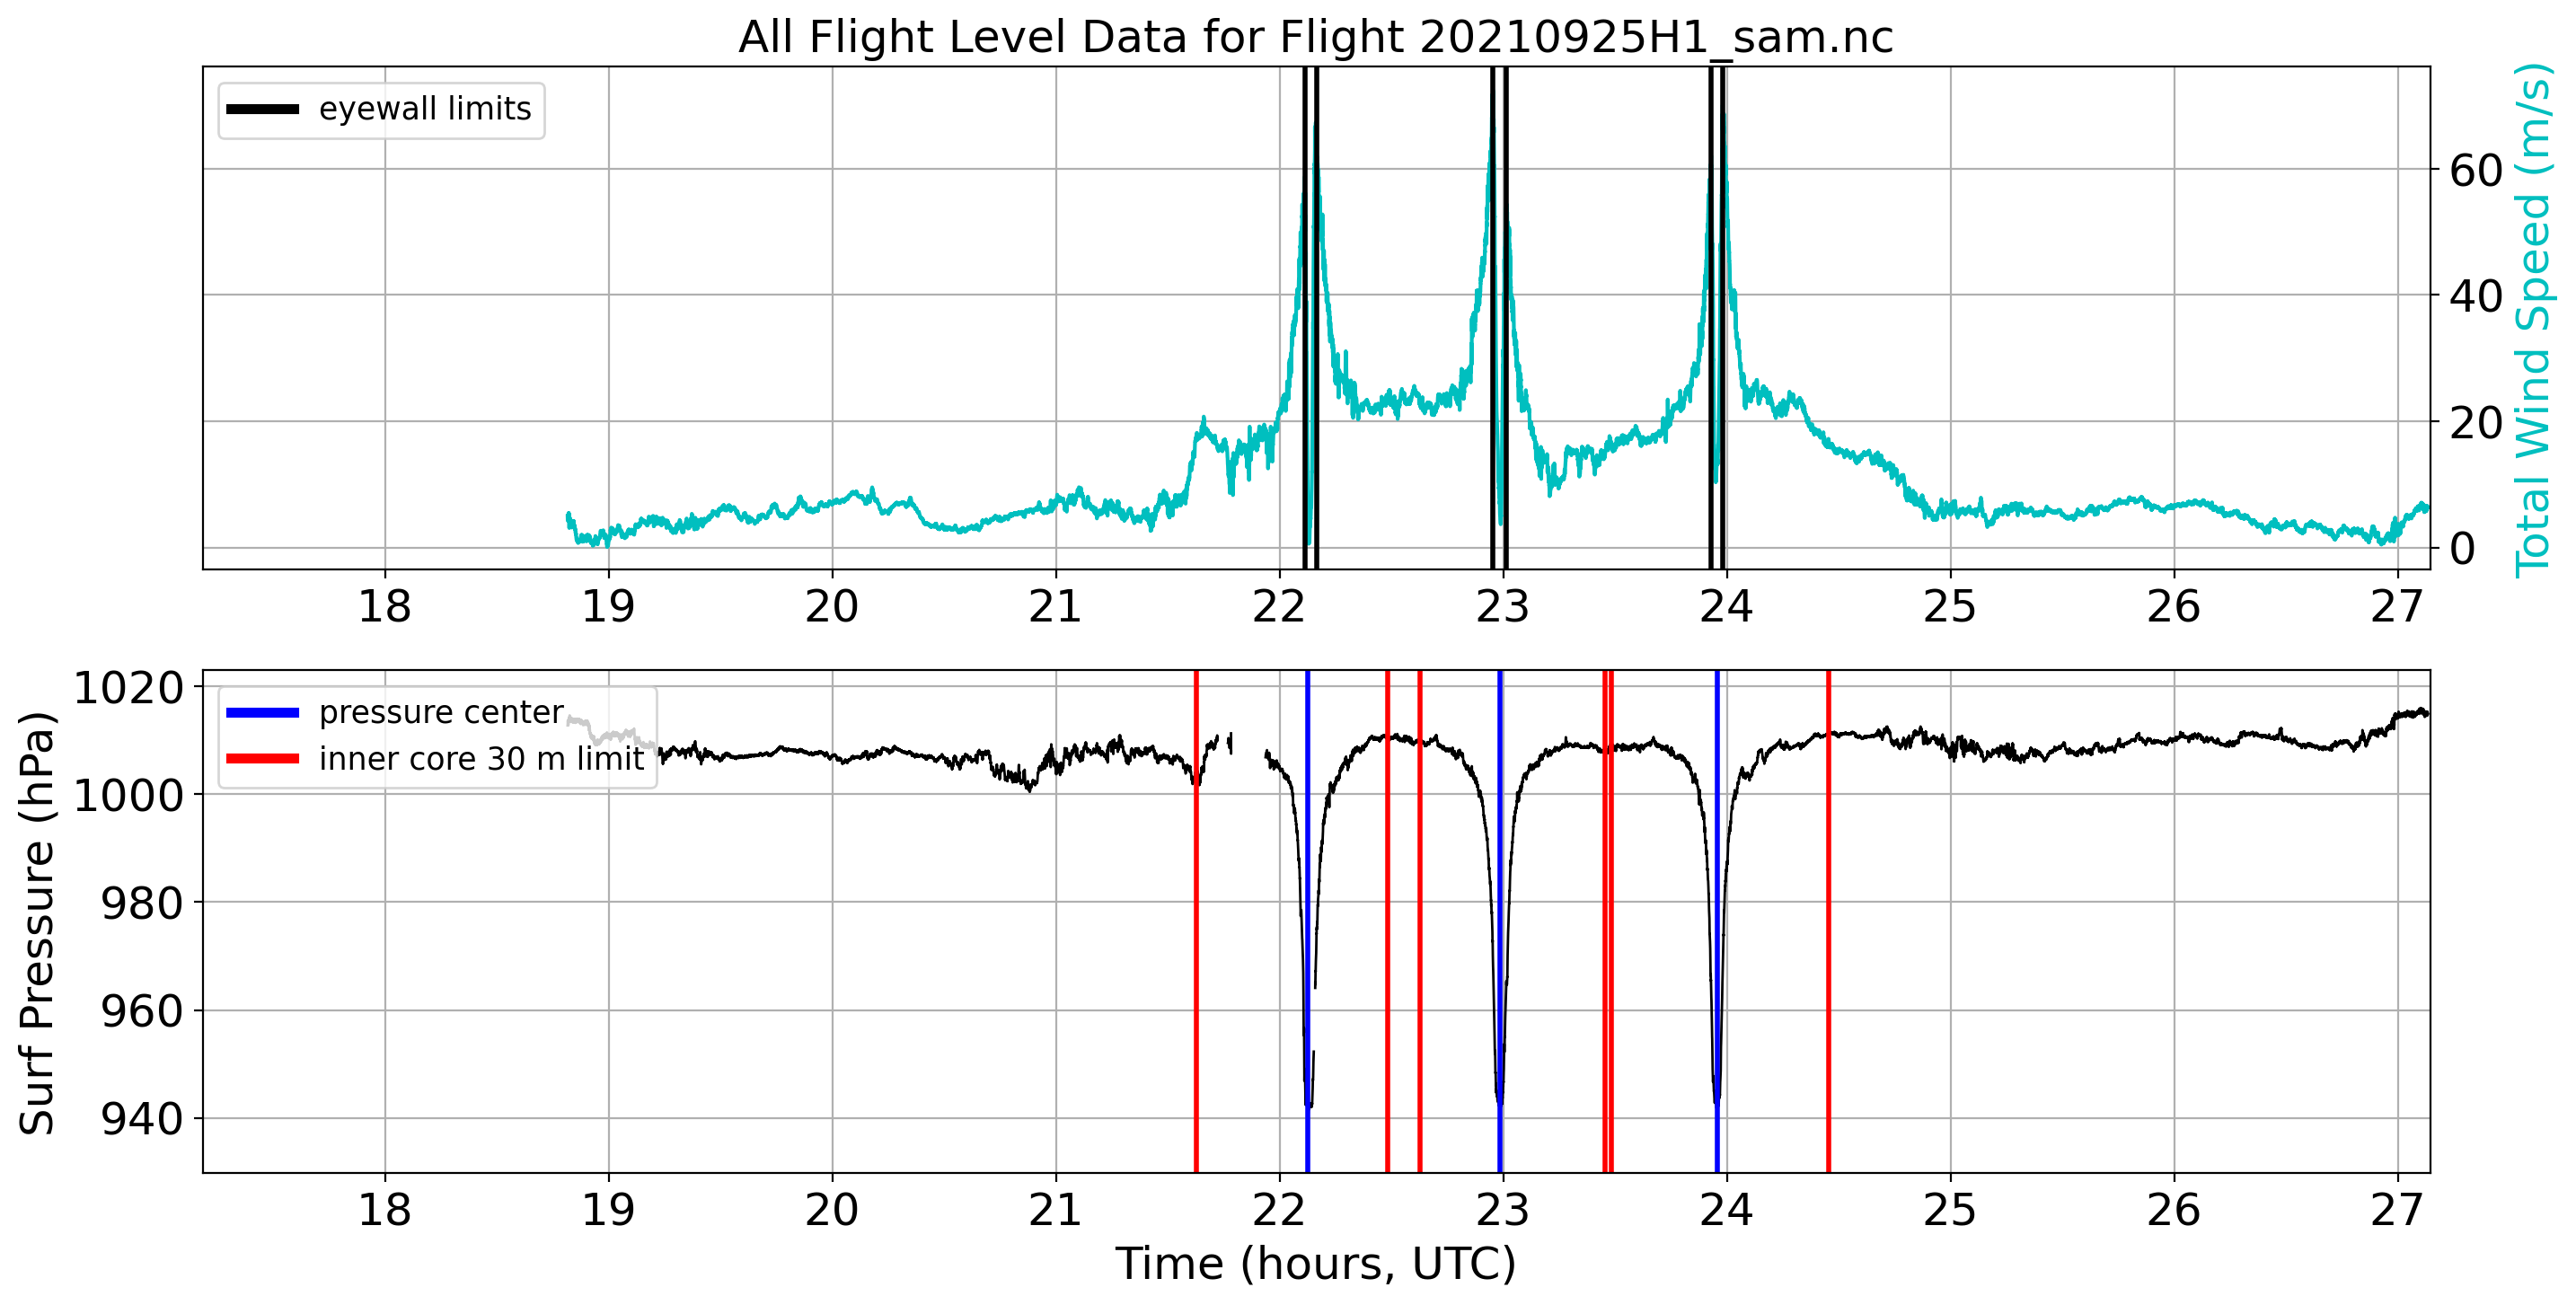 All Flight Level Data for Flight 20210925H1_sam.nc
eyewall limits
60
40
20
0
Total Wind Speed (m/s)
18 19 20 21 22 23 24 25 26 27
1020
1000
980
960
940
Surf Pressure (hPa)
pressure center
inner core 30 m limit
18 19 20 21 22 23 24 25 26 27
Time (hours, UTC)